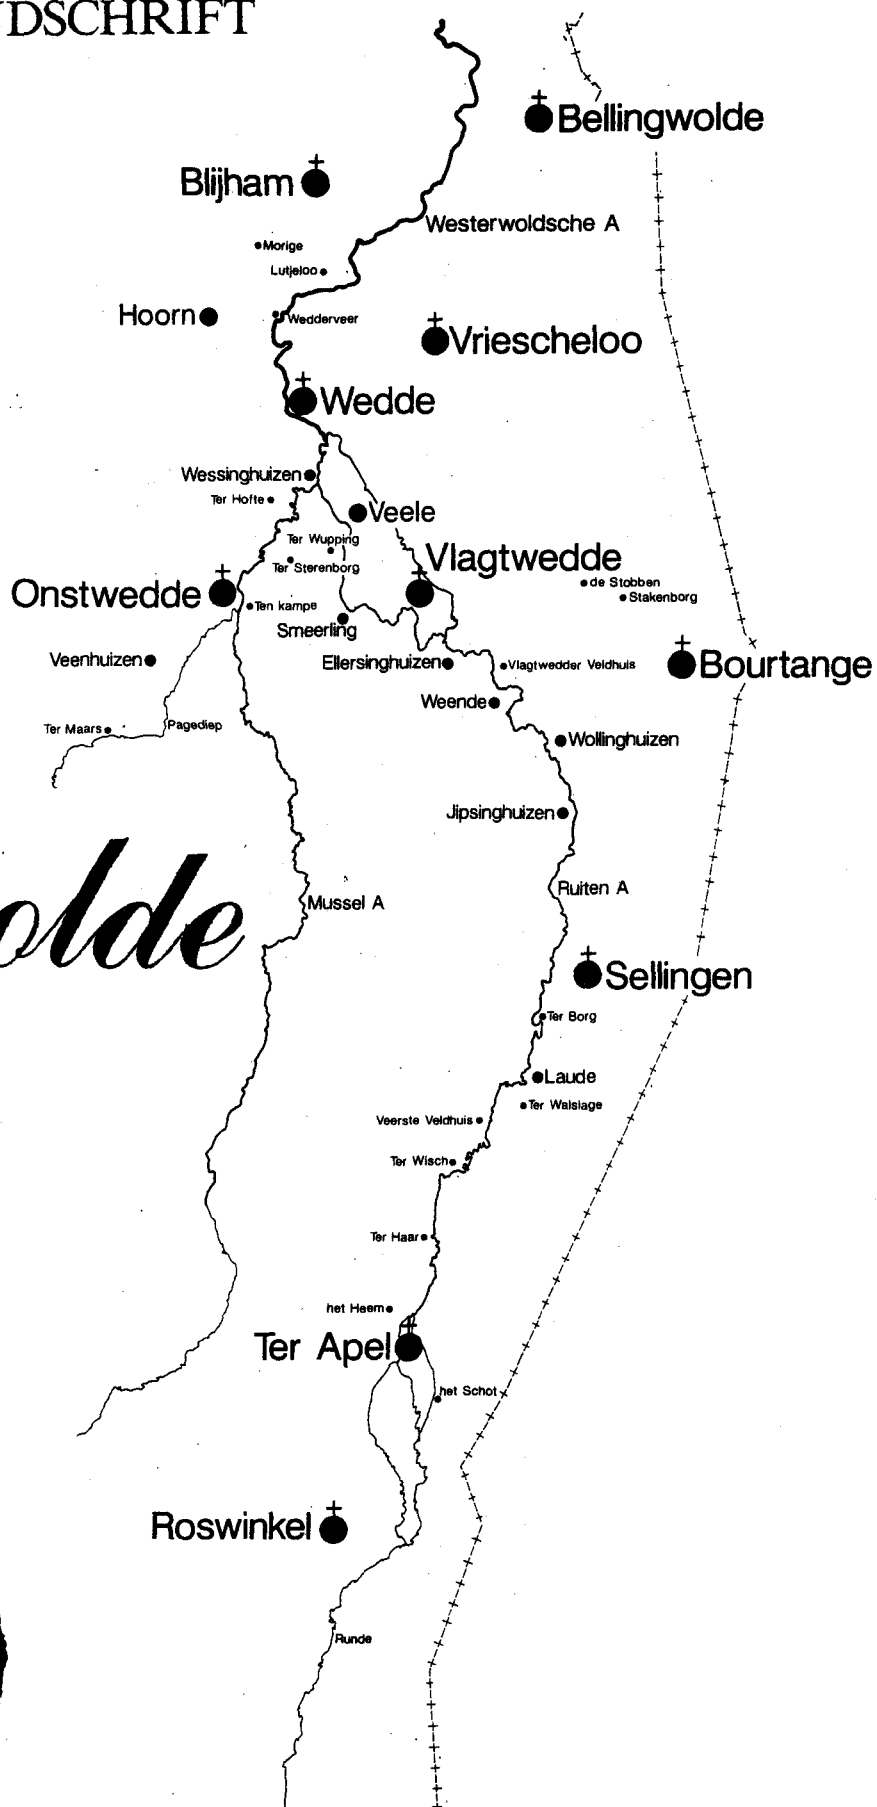 NDSCHRIFT
Bellingwolde
Blijham
Westerwoldsche A
Morige
Lutjeloo
Hoorn
Wedderveer
Vriescheloo
Wedde
Wessinghuizen
Ter Hofte
Veele
Ter Wupping
Vlagtwedde
Ter Sterenborg
de Stobben
Onstwedde
Stakenborg
Ten kampe
Smeerling
Veenhuizen
Ellersinghuizen
Vlagtwedder Veldhuis
Bourtange
Weende
Pagediep
Ter Maars
Wollinghuizen
Jipsinghuizen
Ruiten A
olde
Mussel A
Sellingen
Ter Borg
Laude
Ter Walslage
Veerste Veldhuis
Ter Wisch
Ter Haar
het Heem
Ter Apel
het Schot
Roswinkel
Runde